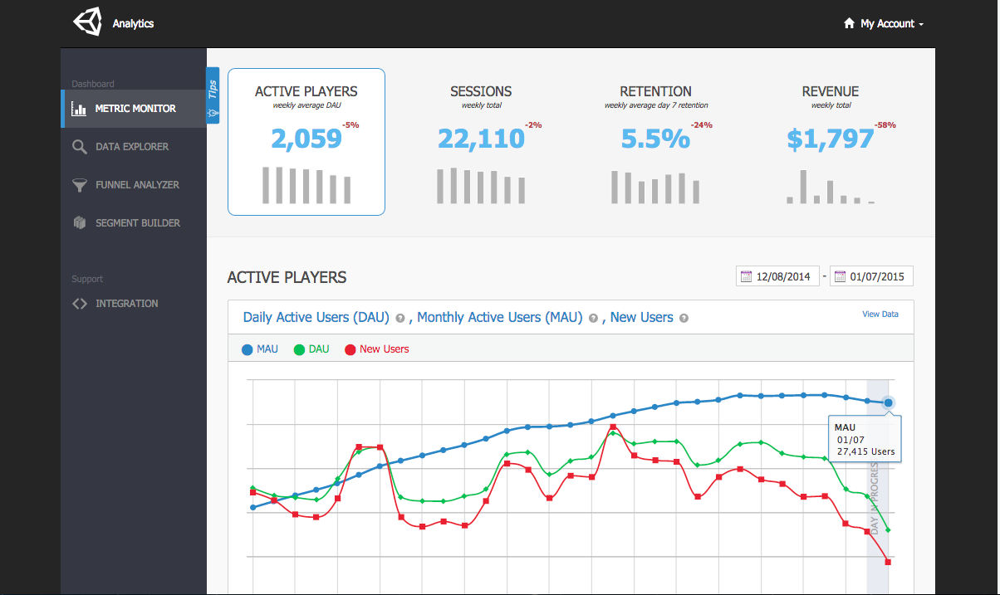 Analytics
My Account
Dashboard
METRIC MONITOR
DATA EXPLORER
FUNNEL ANALYZER
SEGMENT BUILDER
Support
INTEGRATION
Tips
ACTIVE PLAYERS
weekly average DAU
2,059 -5%
SESSIONS
weekly total
22,110 -2%
RETENTION
weekly average day 7 retention
5.5% -24%
REVENUE
weekly total
$1,797 -58%
ACTIVE PLAYERS
12/08/2014 - 01/07/2015
Daily Active Users (DAU) ? , Monthly Active Users (MAU) ? , New Users ?
View Data
MAU DAU New Users
MAU
01/07
27,415 Users
DAY